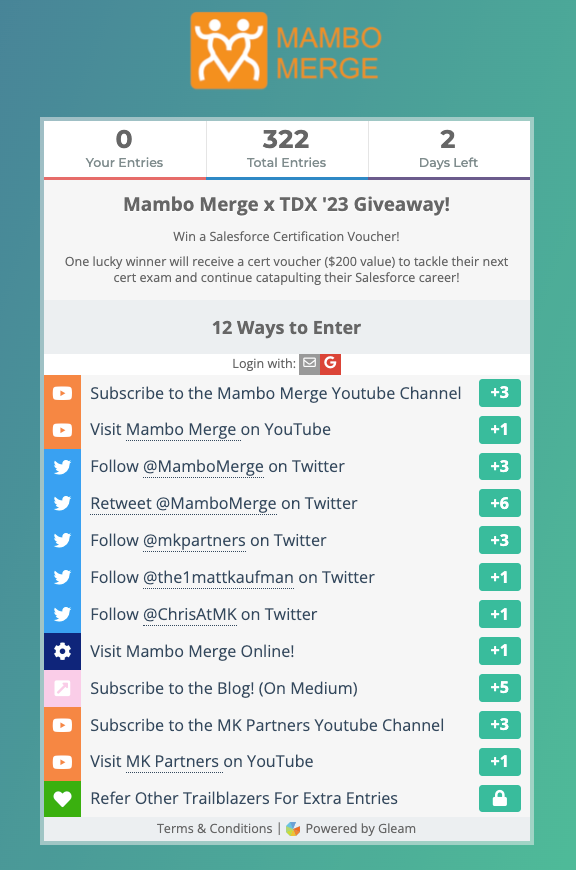 MAMBO
MERGE
0
Your Entries
322
Total Entries
2
Days Left
Mambo Merge x TDX '23 Giveaway!
Win a Salesforce Certification Voucher!
One lucky winner will receive a cert voucher ($200 value) to tackle their next
cert exam and continue catapulting their Salesforce career!
12 Ways to Enter
Login with: G
Subscribe to the Mambo Merge Youtube Channel +3
Visit Mambo Merge on YouTube +1
Follow @MamboMerge on Twitter +3
Retweet @MamboMerge on Twitter +6
Follow @mkpartners on Twitter +3
Follow @the1mattkaufman on Twitter +1
Follow @ChrisAtMK on Twitter +1
Visit Mambo Merge Online! +1
Subscribe to the Blog! (On Medium) +5
Subscribe to the MK Partners Youtube Channel +3
Visit MK Partners on YouTube +1
Refer Other Trailblazers For Extra Entries
Terms & Conditions | Powered by Gleam